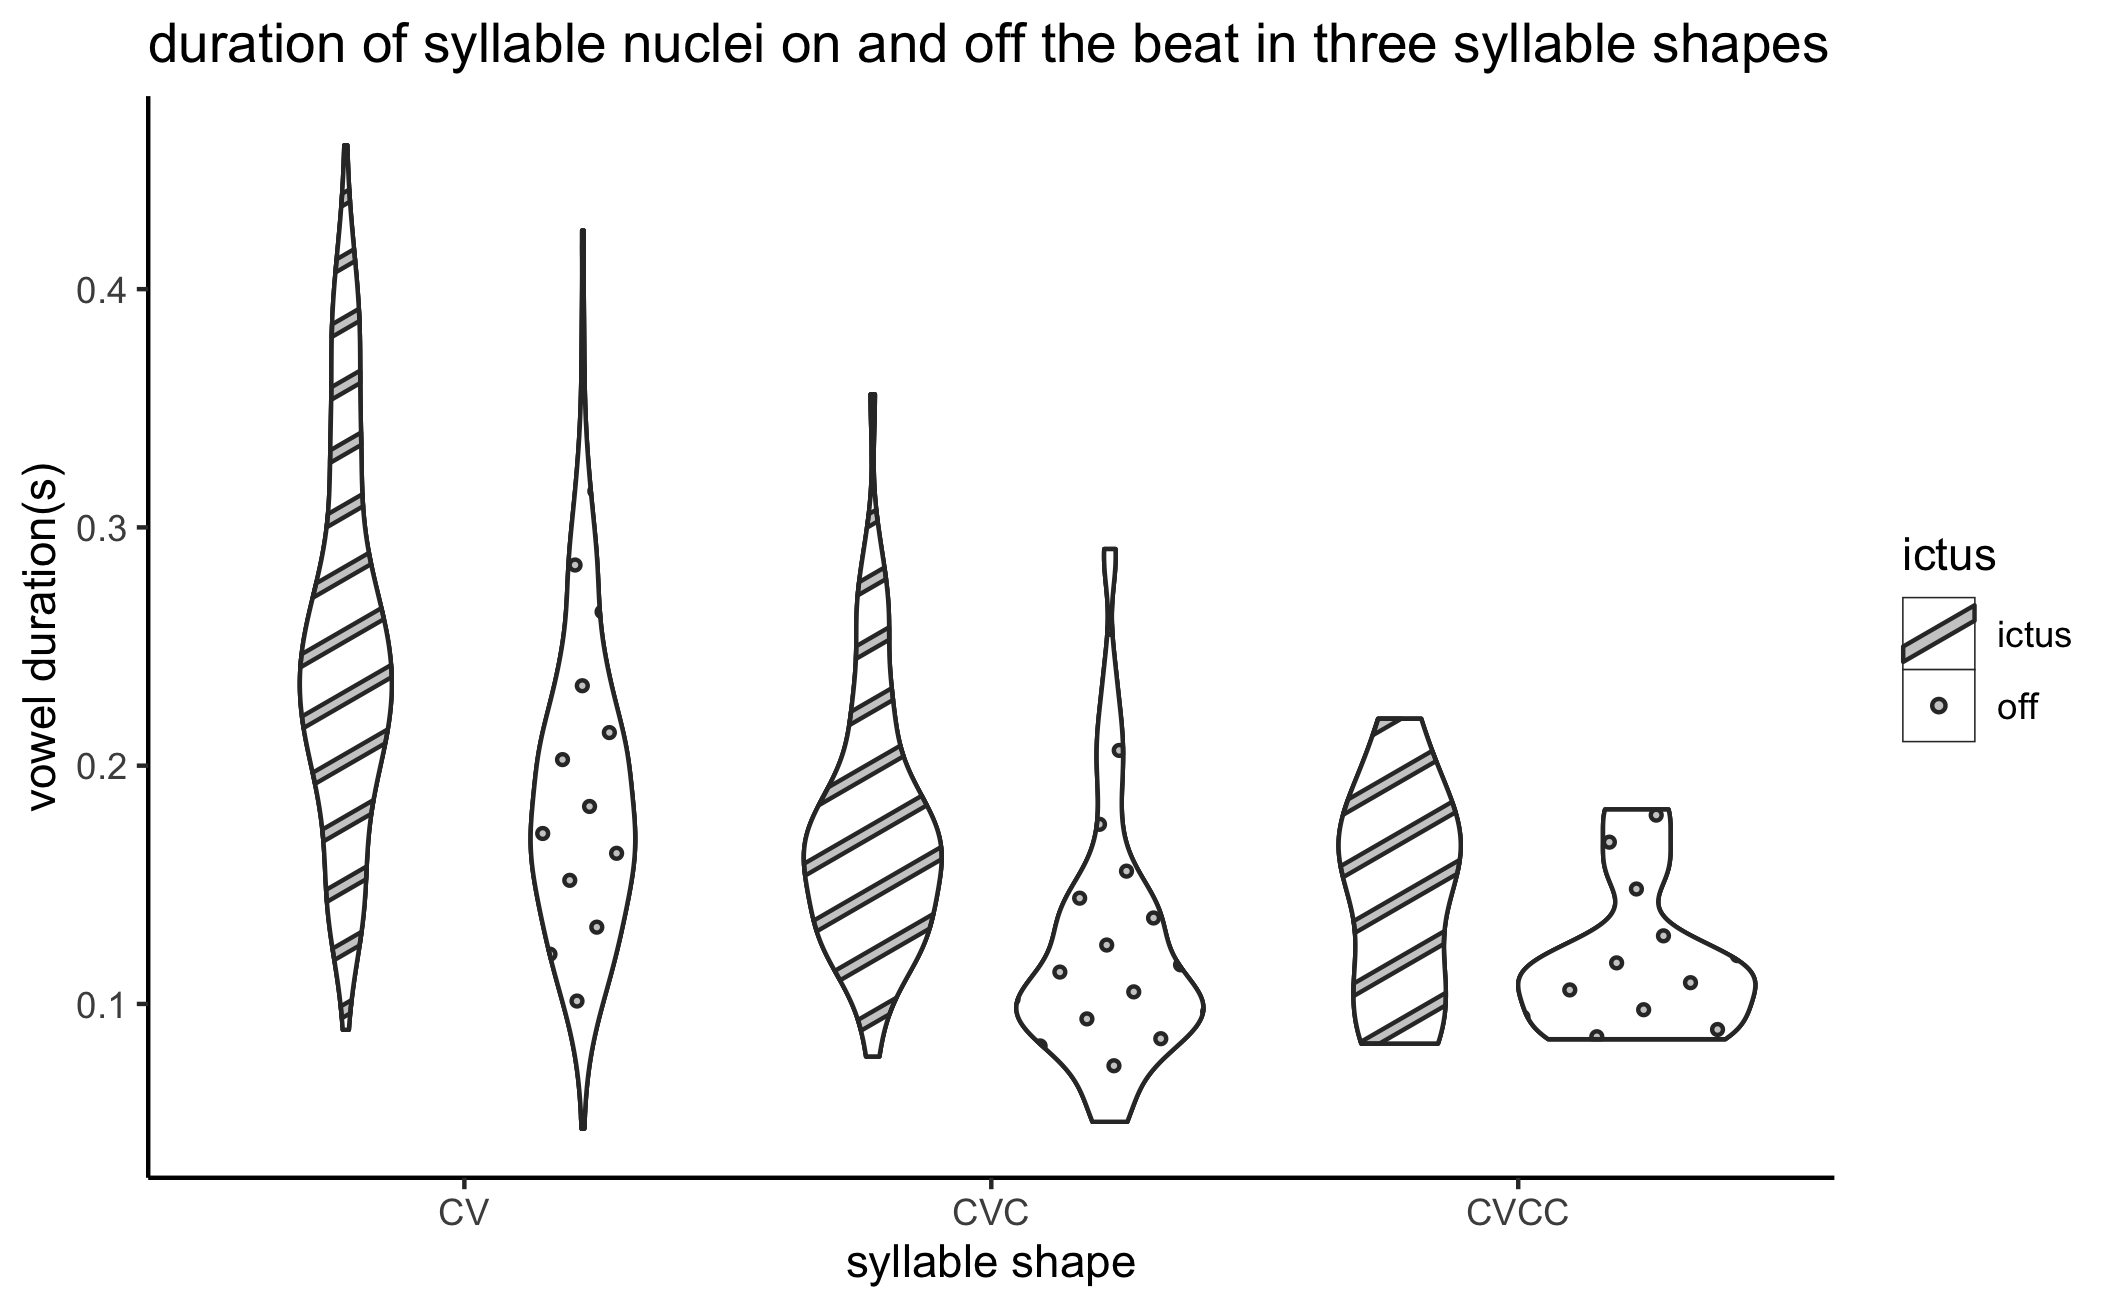 duration of syllable nuclei on and off the beat in three syllable shapes
vowel duration(s)
0.4
0.3
0.2
0.1
CV
CVC
CVCC
syllable shape
ictus
ictus
off